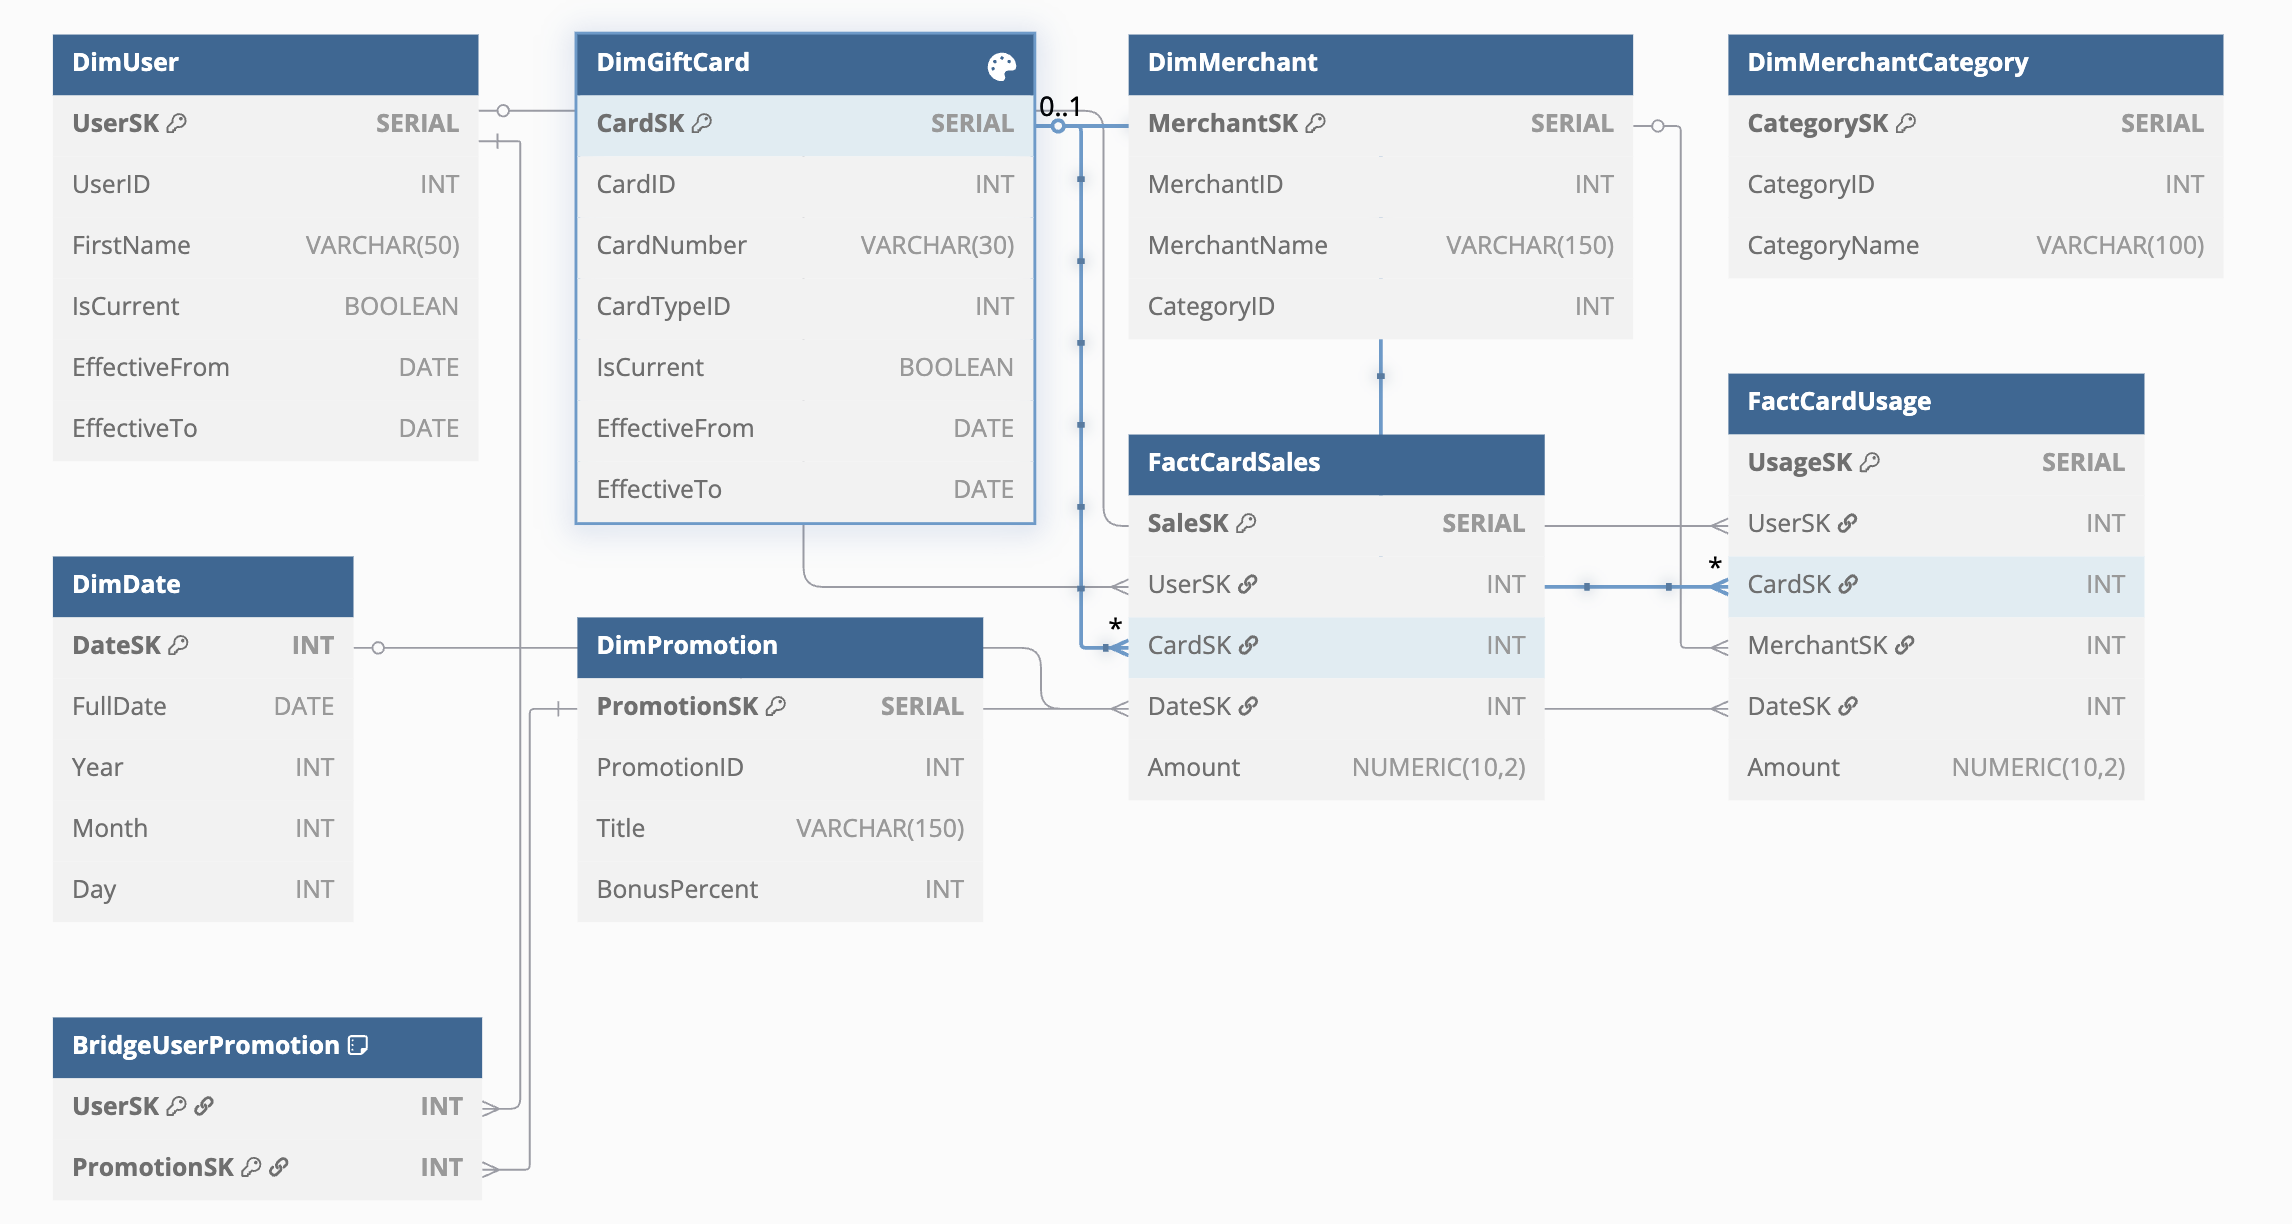 DimUser
UserSK SERIAL
UserID INT
FirstName VARCHAR(50)
IsCurrent BOOLEAN
EffectiveFrom DATE
EffectiveTo DATE
DimGiftCard
CardSK SERIAL
CardID INT
CardNumber VARCHAR(30)
CardTypeID INT
IsCurrent BOOLEAN
EffectiveFrom DATE
EffectiveTo DATE
0..1
DimMerchant
MerchantSK SERIAL
MerchantID INT
MerchantName VARCHAR(150)
CategoryID INT
DimMerchantCategory
CategorySK SERIAL
CategoryID INT
CategoryName VARCHAR(100)
DimDate
DateSK INT
FullDate DATE
Year INT
Month INT
Day INT
DimPromotion
PromotionSK SERIAL
PromotionID INT
Title VARCHAR(150)
BonusPercent INT
*
FactCardSales
SaleSK SERIAL
UserSK INT
CardSK INT
DateSK INT
Amount NUMERIC(10,2)
*
FactCardUsage
UsageSK SERIAL
UserSK INT
CardSK INT
MerchantSK INT
DateSK INT
Amount NUMERIC(10,2)
BridgeUserPromotion
UserSK INT
PromotionSK INT